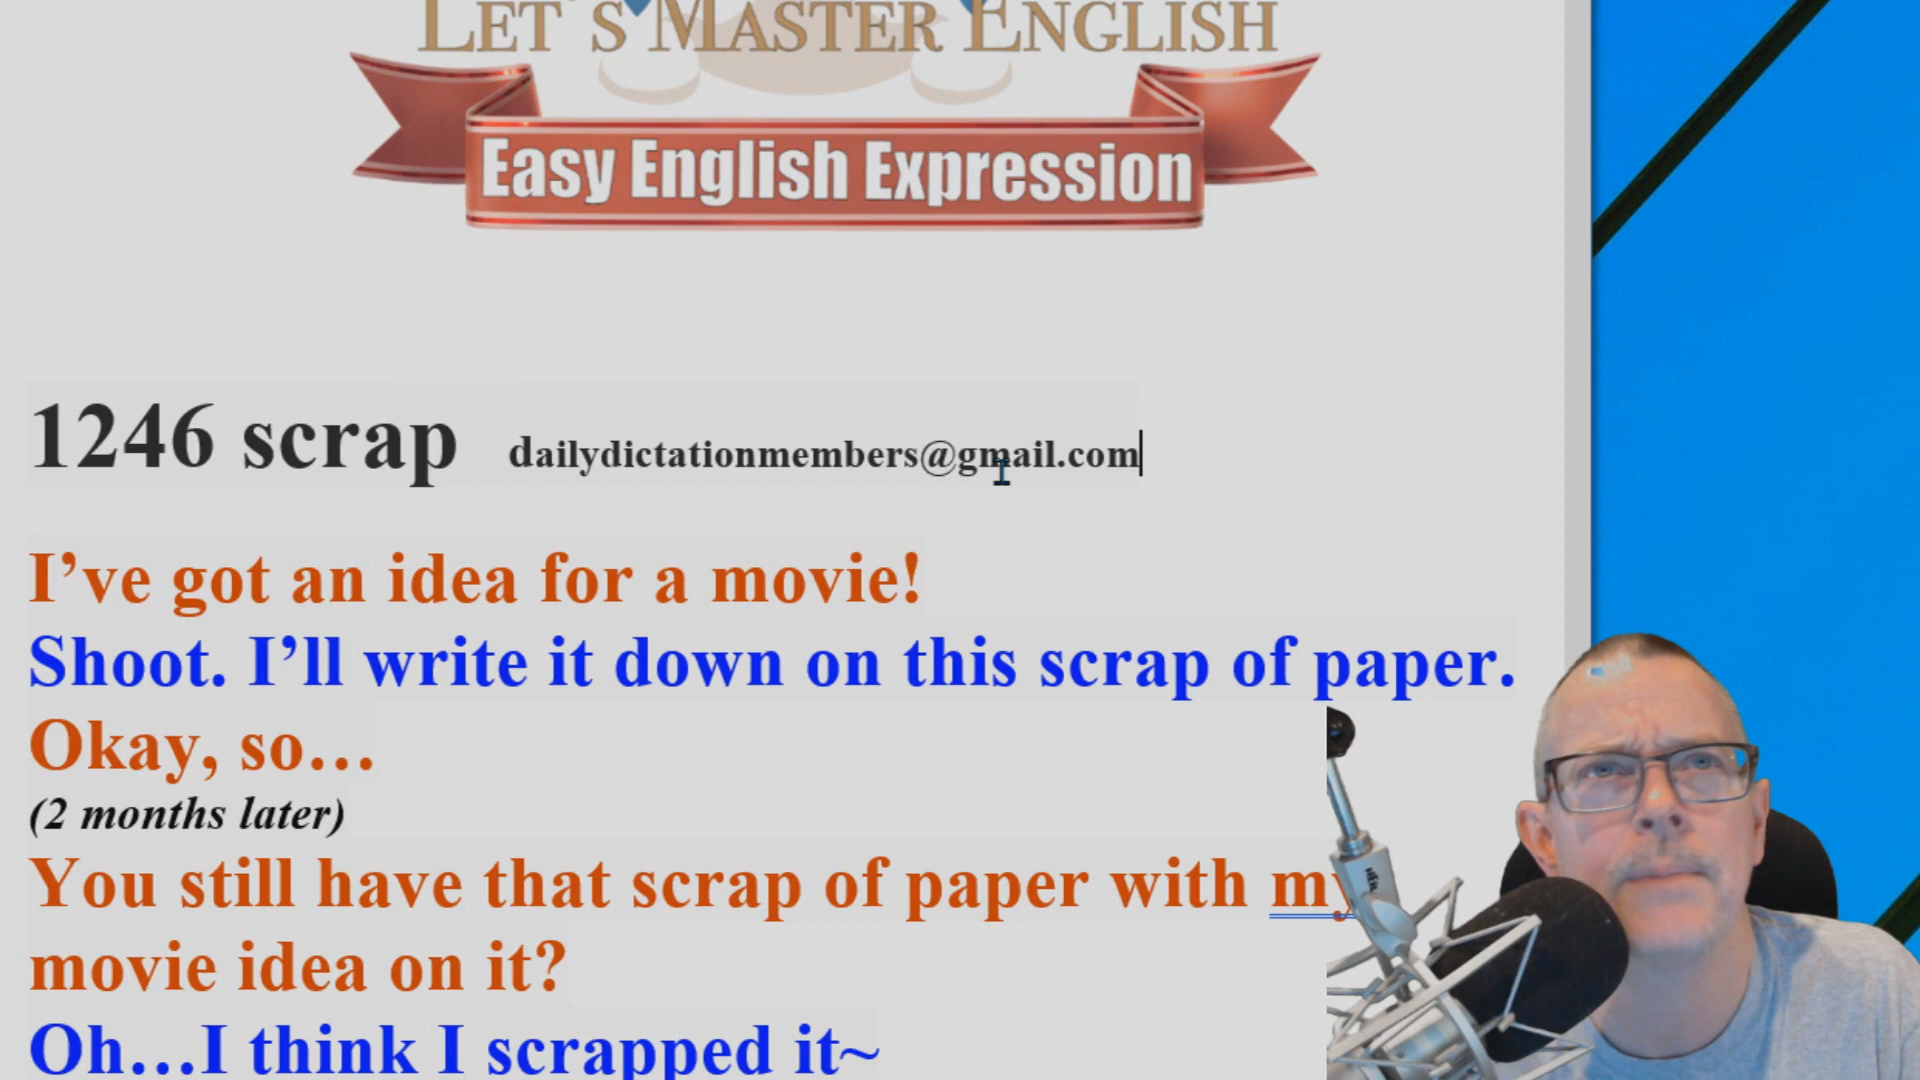 LET'S MASTER ENGLISH
Easy English Expression
1246 scrap dailydictationmembers@gmail.com
I've got an idea for a movie!
Shoot. I'll write it down on this scrap of paper.
Okay, so…
(2 months later)
You still have that scrap of paper with my
movie idea on it?
Oh…I think I scrapped it~
HEIL